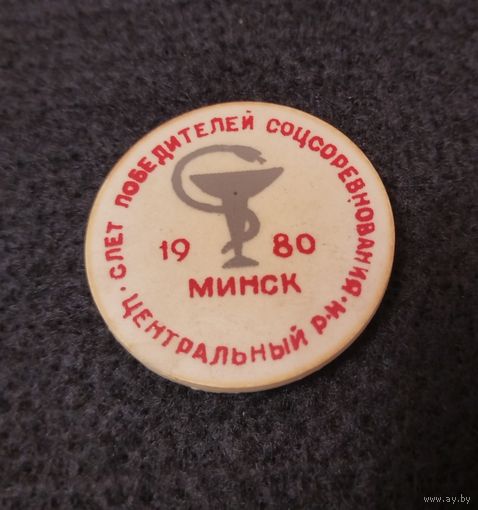 · СЛЕТ ПОБЕДИТЕЛЕЙ СОЦСОРЕВНОВАНИЯ ·
ЦЕНТРАЛЬНЫЙ Р-Н
19 80
МИНСК
www.ay.by